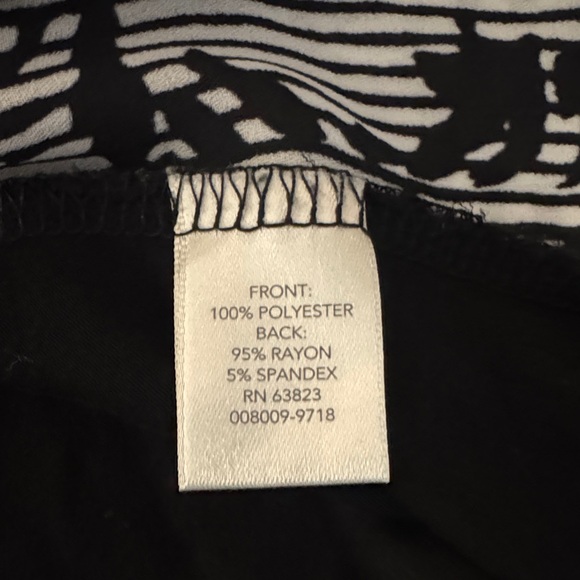 FRONT:
100% POLYESTER
BACK:
95% RAYON
5% SPANDEX
RN 63823
008009-9718